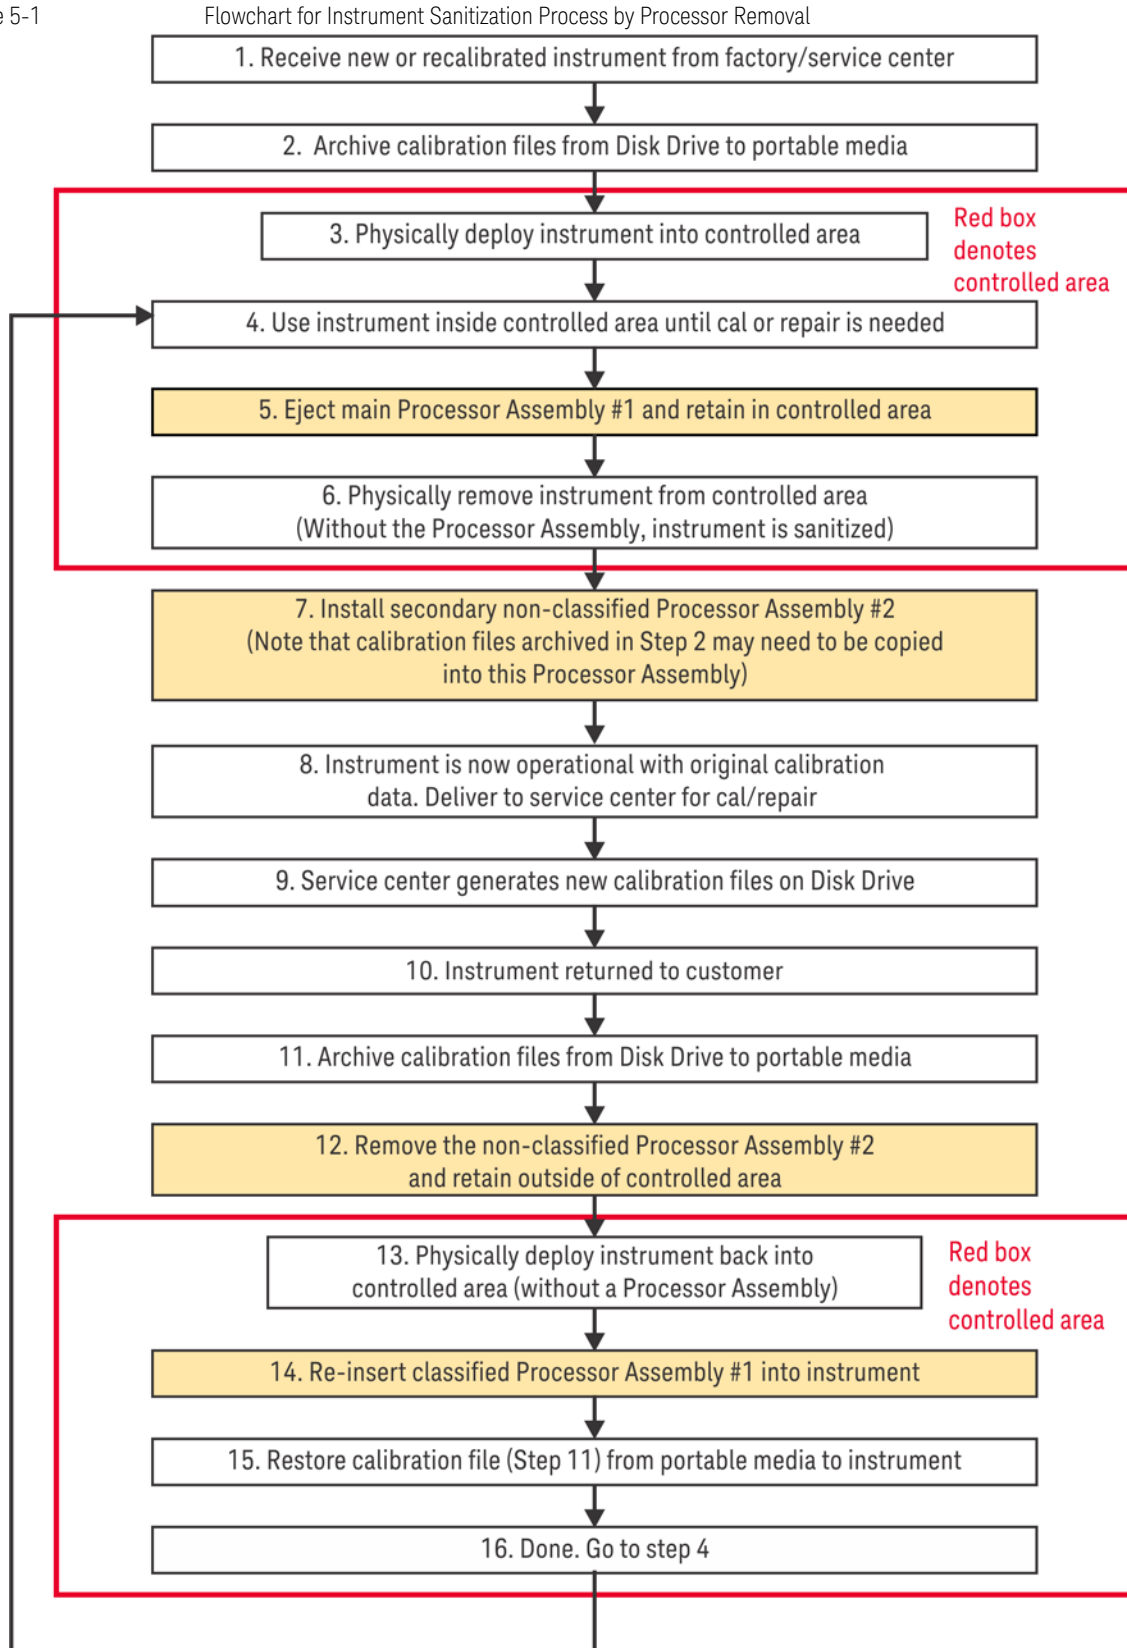 e 5-1 Flowchart for Instrument Sanitization Process by Processor Removal
1. Receive new or recalibrated instrument from factory/service center
2. Archive calibration files from Disk Drive to portable media
Red box
denotes
controlled area
3. Physically deploy instrument into controlled area
4. Use instrument inside controlled area until cal or repair is needed
5. Eject main Processor Assembly #1 and retain in controlled area
6. Physically remove instrument from controlled area
(Without the Processor Assembly, instrument is sanitized)
7. Install secondary non-classified Processor Assembly #2
(Note that calibration files archived in Step 2 may need to be copied
into this Processor Assembly)
8. Instrument is now operational with original calibration
data. Deliver to service center for cal/repair
9. Service center generates new calibration files on Disk Drive
10. Instrument returned to customer
11. Archive calibration files from Disk Drive to portable media
12. Remove the non-classified Processor Assembly #2
and retain outside of controlled area
13. Physically deploy instrument back into
controlled area (without a Processor Assembly)
Red box
denotes
controlled area
14. Re-insert classified Processor Assembly #1 into instrument
15. Restore calibration file (Step 11) from portable media to instrument
16. Done. Go to step 4